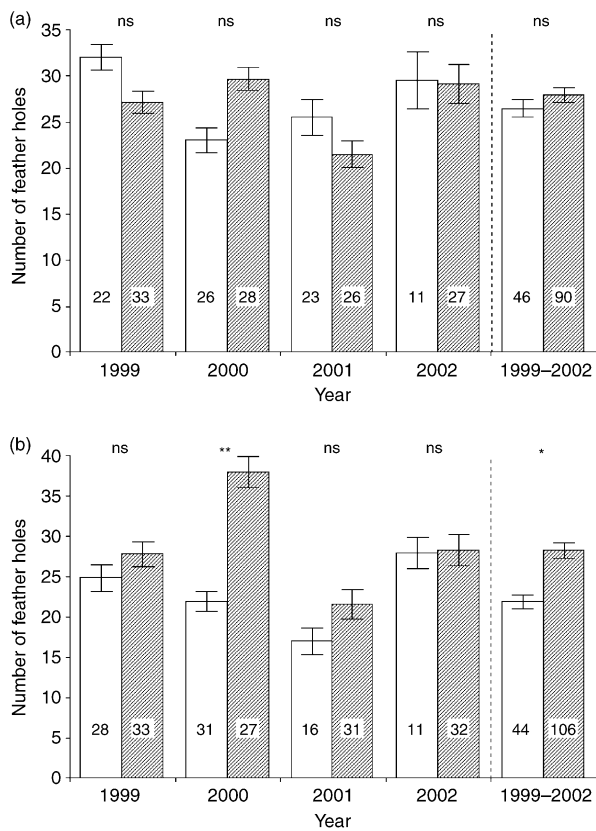 (a)
ns ns ns ns ns
35
30
25
20
15
10
5
0
Number of feather holes
22 33 26 28 23 26 11 27 46 90
1999 2000 2001 2002 1999–2002
Year
(b)
ns ** ns ns *
40
35
30
25
20
15
10
5
0
Number of feather holes
28 33 31 27 16 31 11 32 44 106
1999 2000 2001 2002 1999–2002
Year